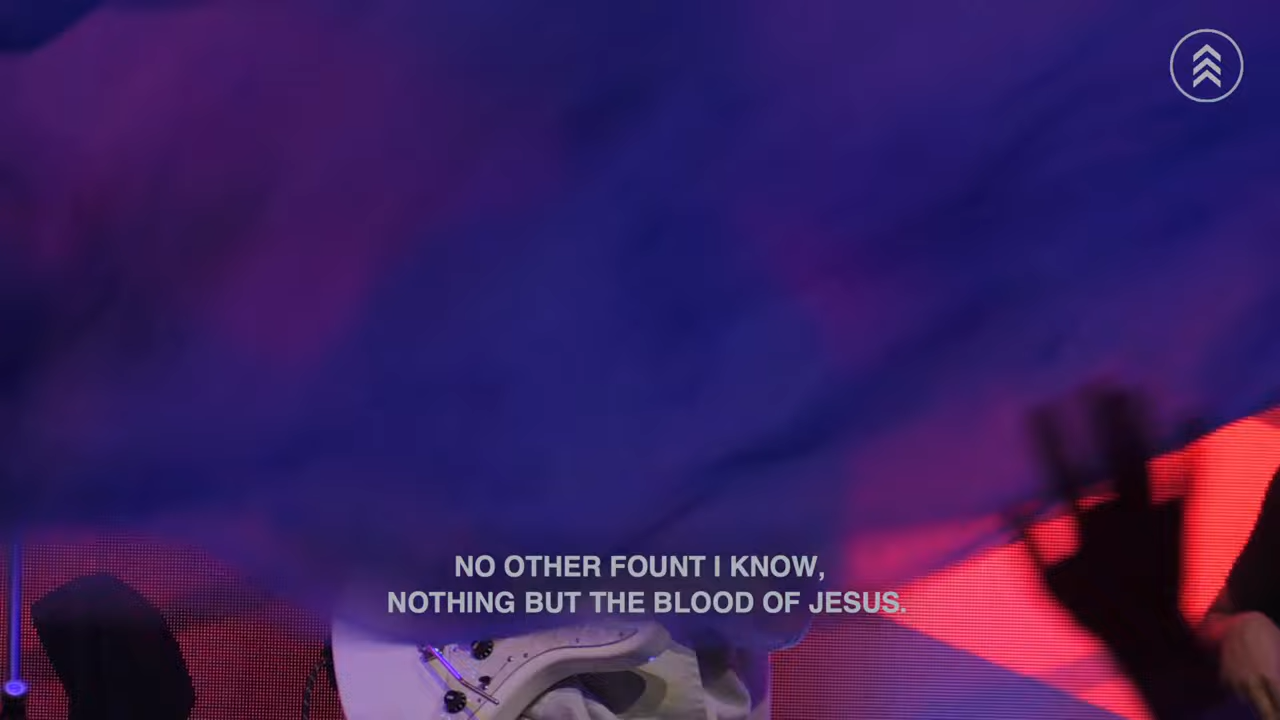 NO OTHER FOUNT I KNOW,
NOTHING BUT THE BLOOD OF JESUS.